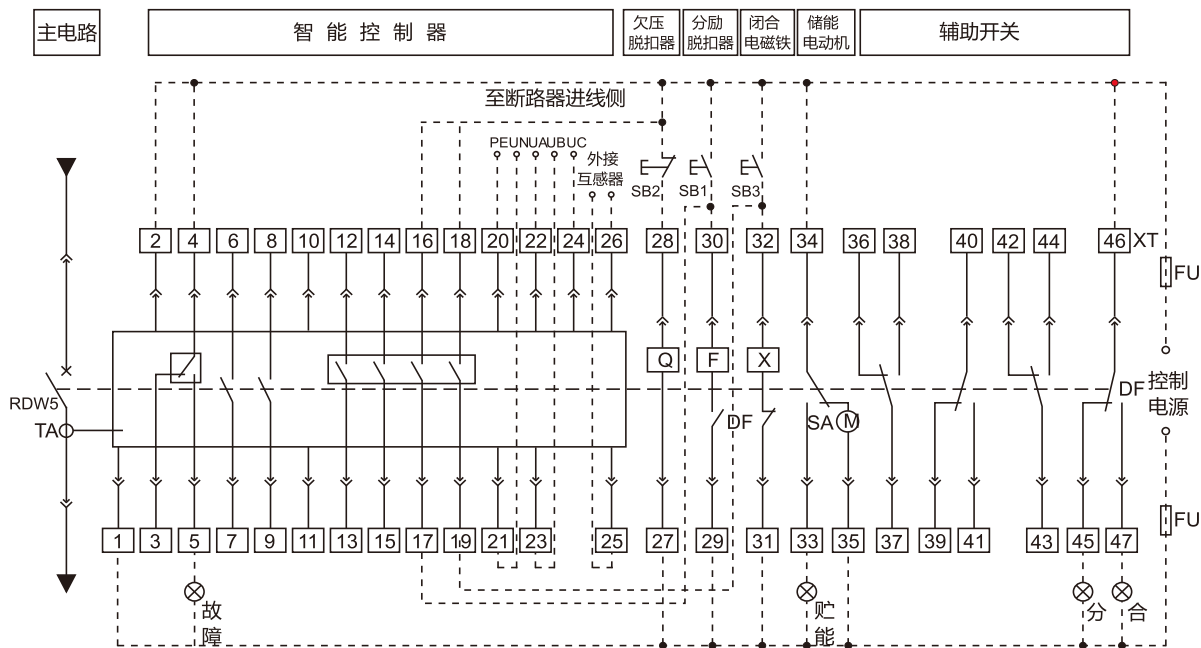 主电路
智能控制器
欠压
脱扣器
分励
脱扣器
闭合
电磁铁
储能
电动机
辅助开关
至断路器进线侧
PE UN UA UB UC
外接
互感器
SB2
SB1
SB3
2 4 6 8 10 12 14 16 18 20 22 24 26 28 30 32 34 36 38 40 42 44 46 XT
FU
Q F X
RDW5
TA
DF
SA
M
DF
控制
电源
1 3 5 7 9 11 13 15 17 19 21 23 25 27 29 31 33 35 37 39 41 43 45 47
FU
故
障
贮
能
分
合